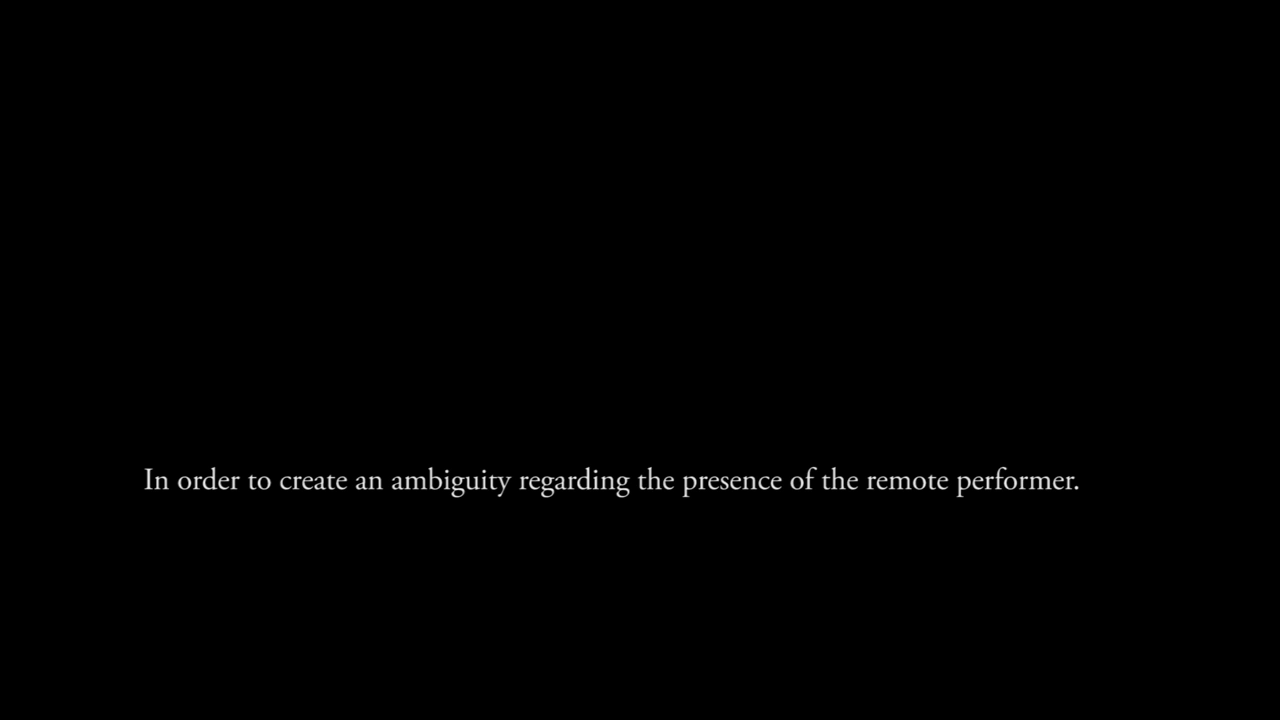 In order to create an ambiguity regarding the presence of the remote performer.